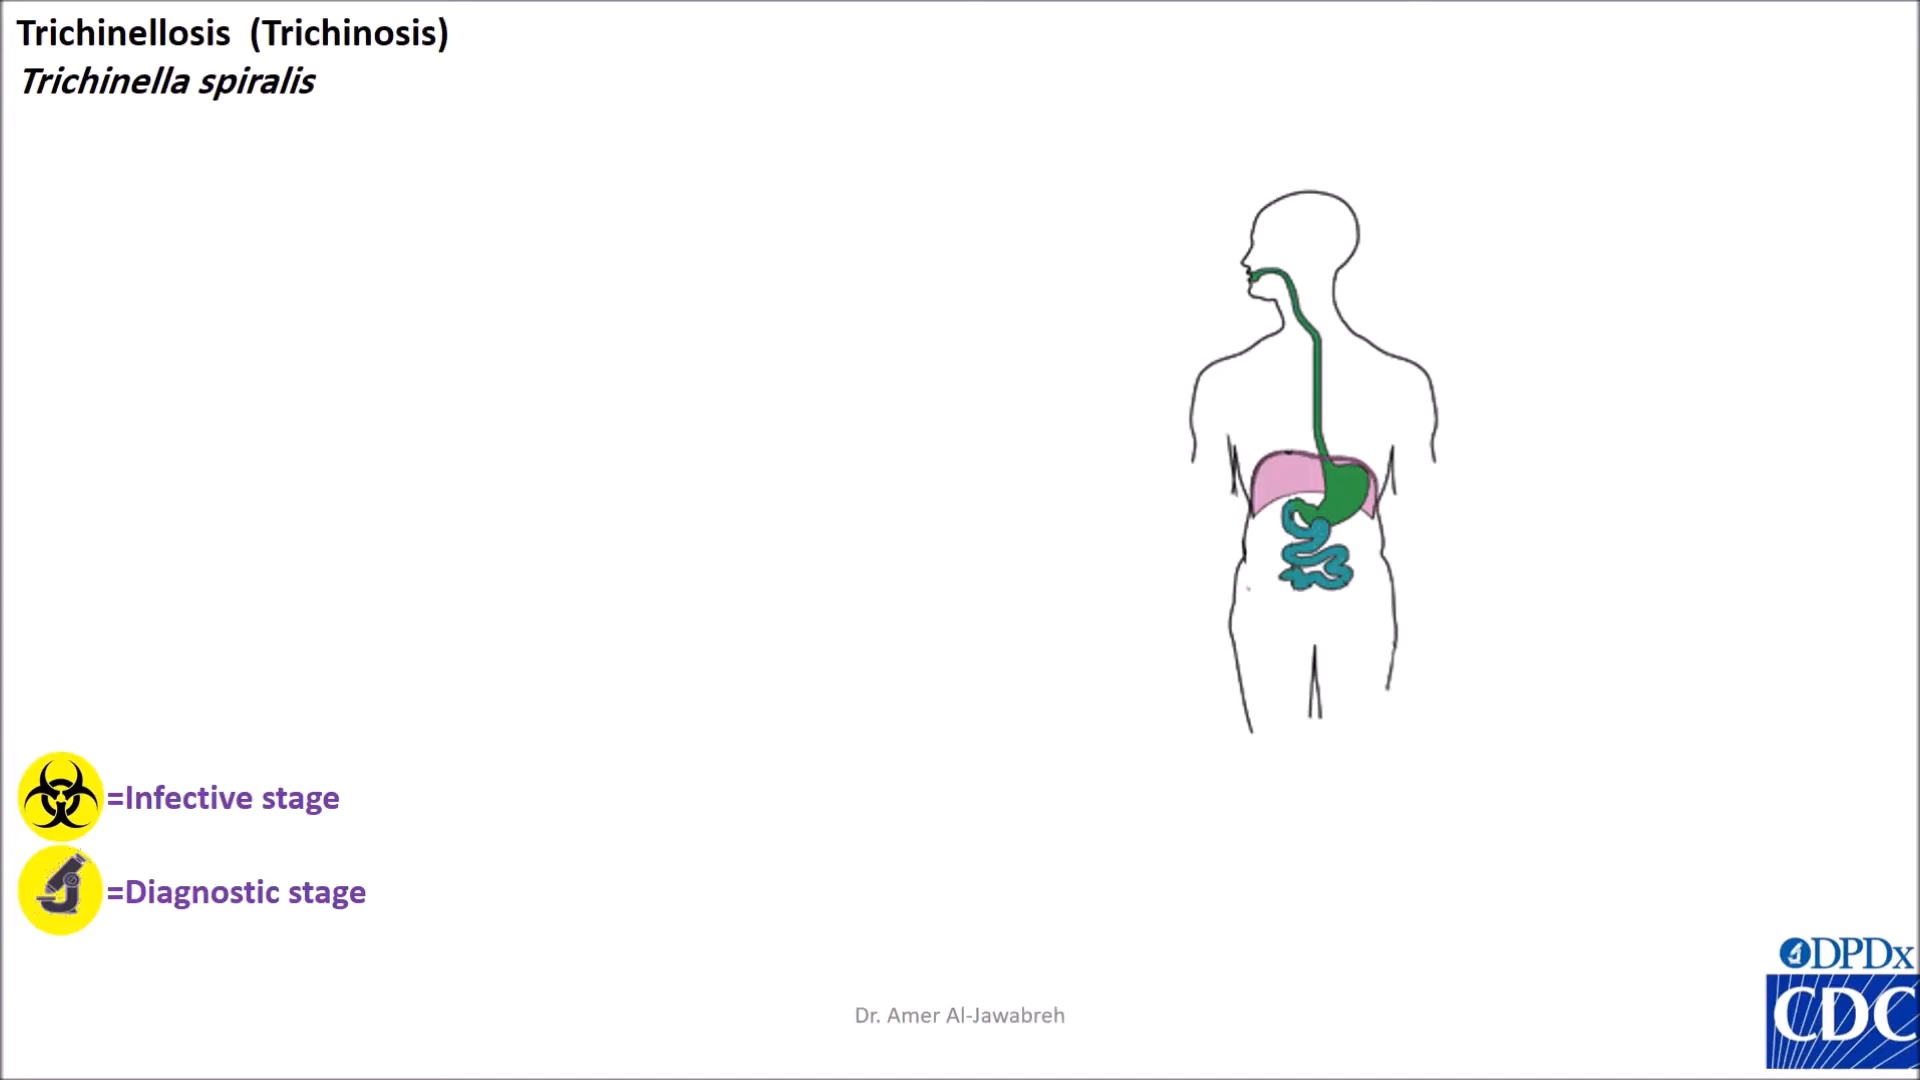 Trichinellosis (Trichinosis)
Trichinella spiralis
=Infective stage
=Diagnostic stage
DPDx
CDC
Dr. Amer Al-Jawabreh